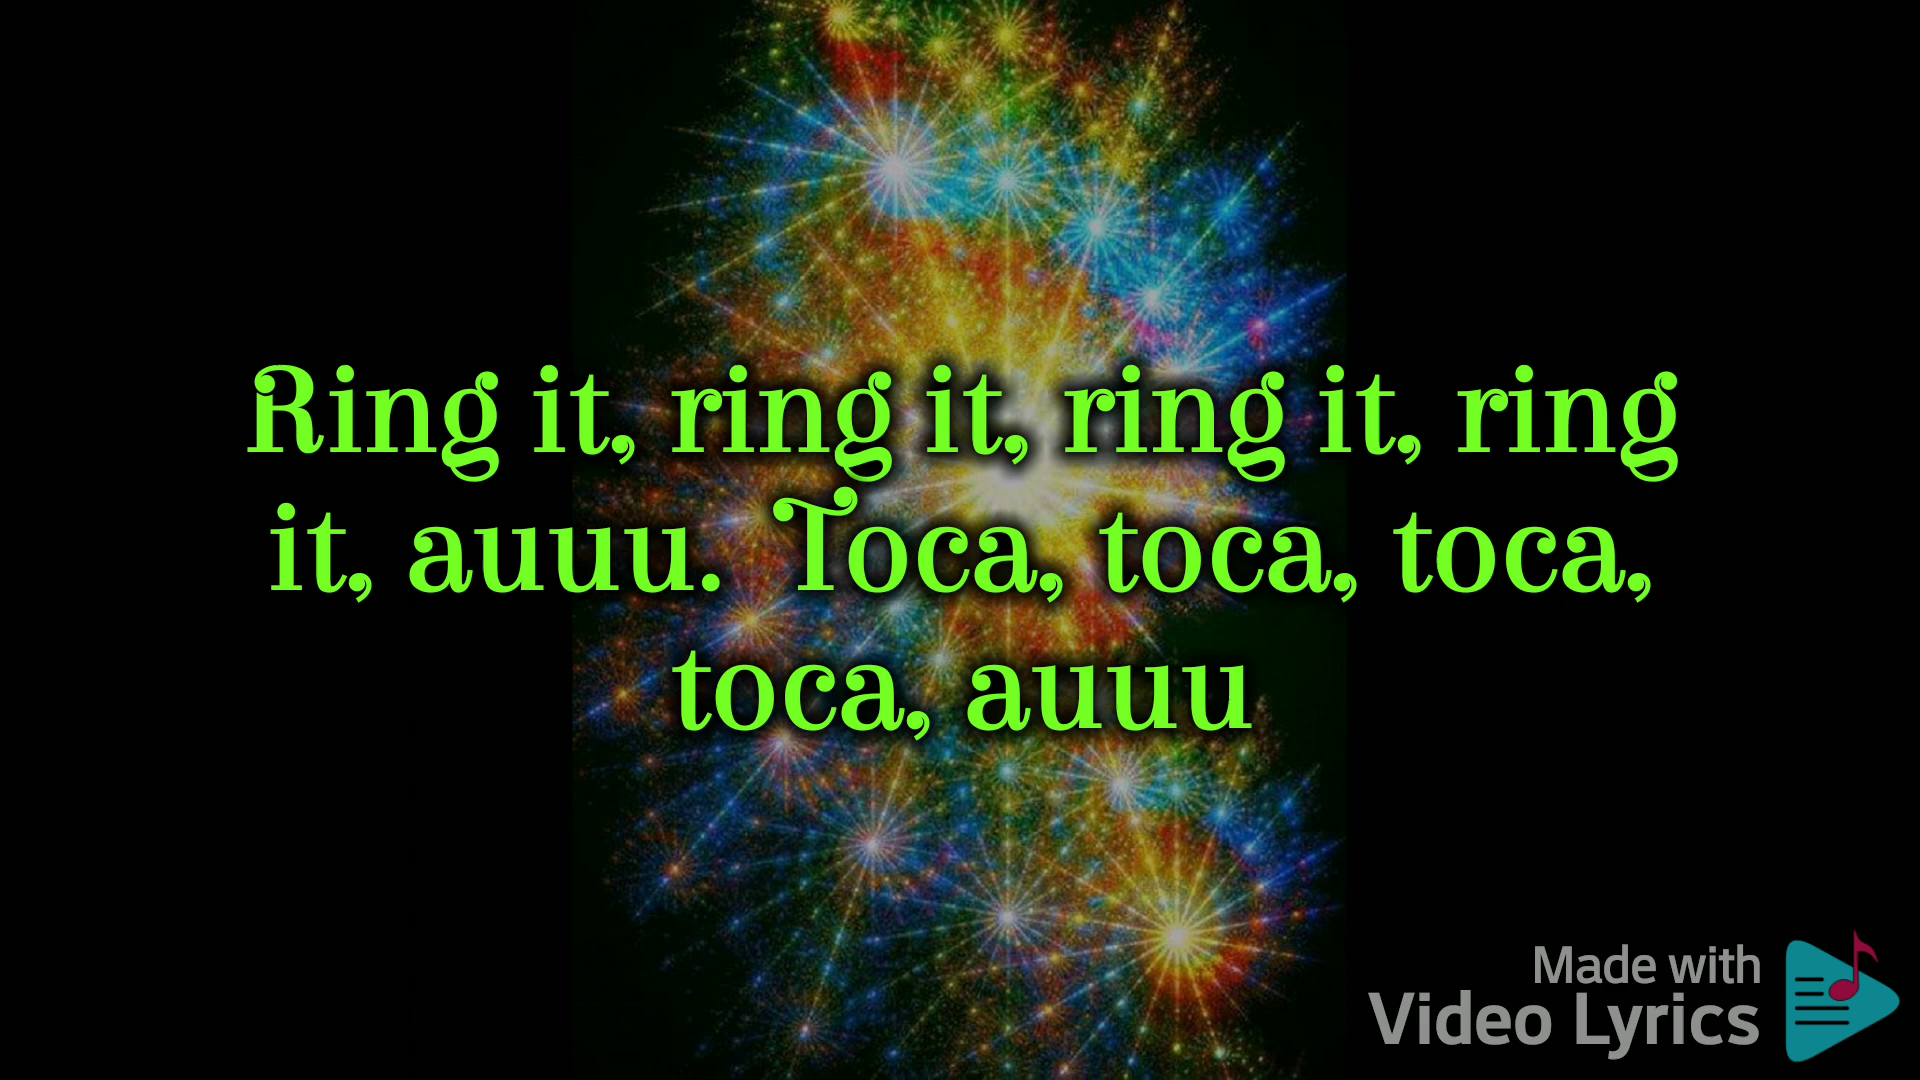 Ring it, ring it, ring it, ring
it, auuu. Toca, toca, toca,
toca, auuu
Made with
Video Lyrics